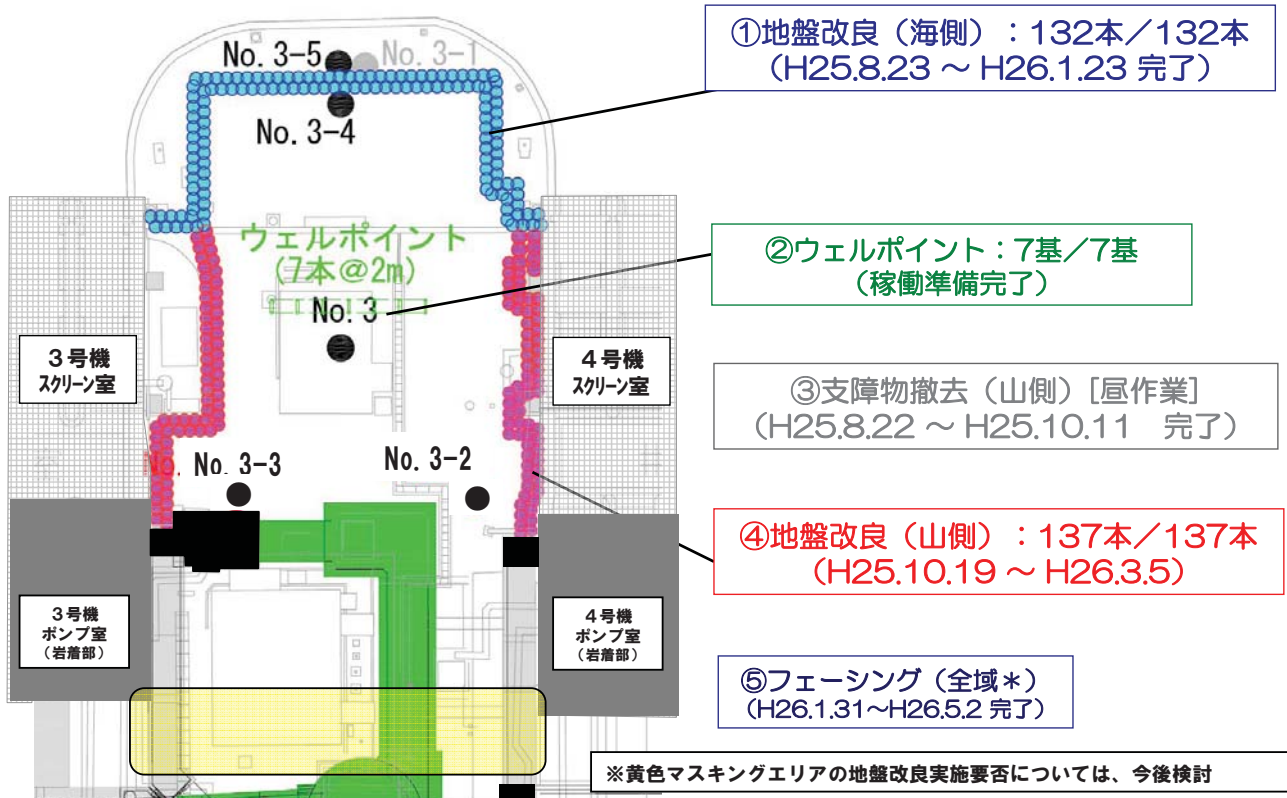 ①地盤改良（海側）：132本／132本
（H25.8.23 ～ H26.1.23 完了）
No. 3-5
No. 3-1
No. 3-4
ウェルポイント
(7本＠2m)
②ウェルポイント：7基／7基
（稼働準備完了）
No. 3
3号機
スクリーン室
4号機
スクリーン室
③支障物撤去（山側）[昼作業]
（H25.8.22 ～ H25.10.11　完了）
No. 3-3
No. 3-2
④地盤改良（山側）：137本／137本
（H25.10.19 ～ H26.3.5）
3号機
ポンプ室
（岩着部）
4号機
ポンプ室
（岩着部）
⑤フェーシング（全域＊）
（H26.1.31～H26.5.2 完了）
※黄色マスキングエリアの地盤改良実施要否については、今後検討